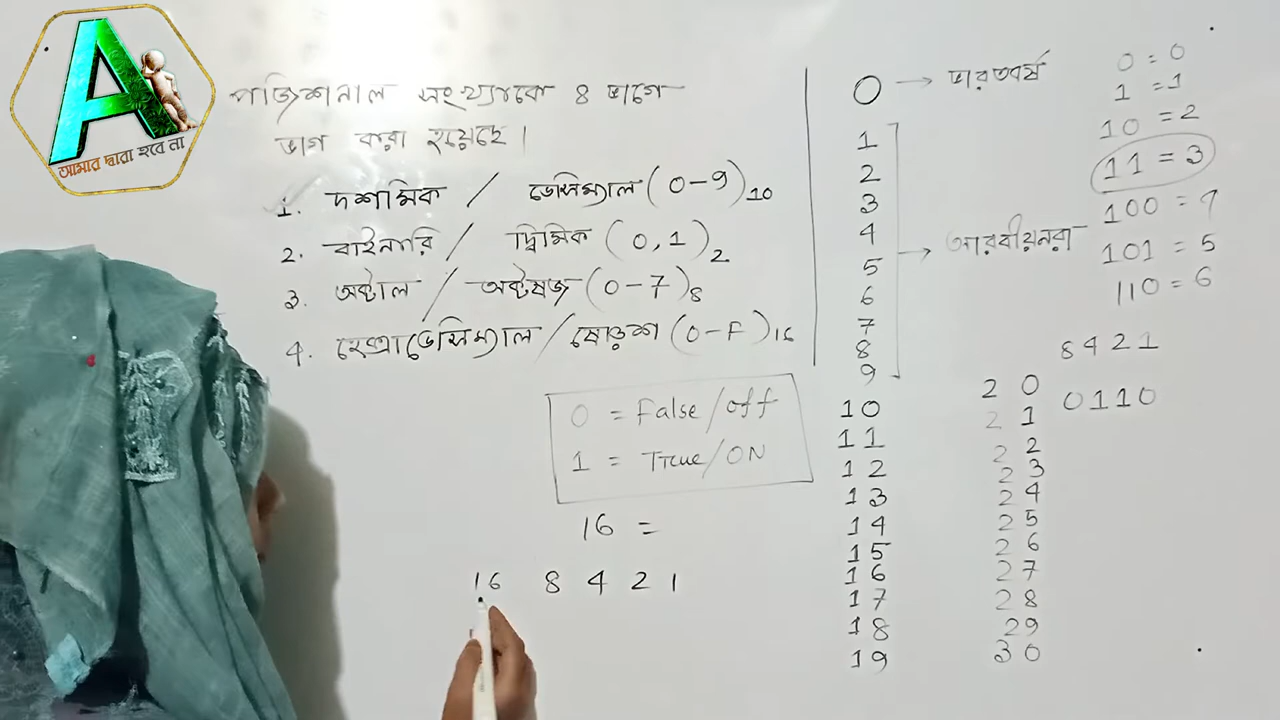 A
আমার দ্বারা হবে না
পজিশনাল সংখ্যাকে ৪ ভাগে
ভাগ করা হয়েছে।
1. দশমিক / ডেসিম্যাল (0-9)10
2. বাইনারি / দ্বিমিক (0,1)2
3. অক্টাল / অষ্টমজ (0-7)8
4. হেক্সাডেসিম্যাল / ষোড়শ (0-F)16
0 = False/off
1 = True/ON
16 =
16 8 4 2 1
0 → ভারতবর্ষ
1
2
3
4
5
6
7
8
9
→ আরবীয়নরা
10
11
12
13
14
15
16
17
18
19
20
21
22
23
24
25
26
27
28
29
30
0 = 0
1 = 1
10 = 2
11 = 3
100 = 4
101 = 5
110 = 6
8 4 2 1
0 1 1 0